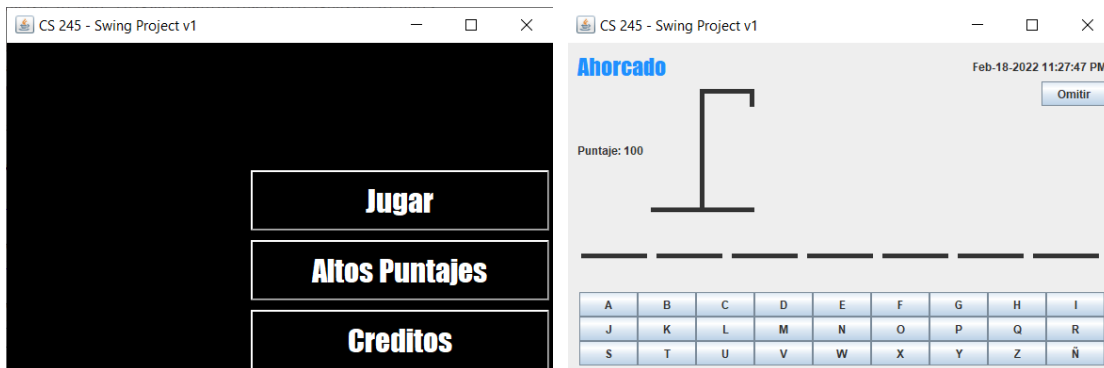 CS 245 - Swing Project v1
Jugar
Altos Puntajes
Creditos
CS 245 - Swing Project v1
Ahorcado
Feb-18-2022 11:27:47 PM
Omitir
Puntaje: 100
A B C D E F G H I
J K L M N O P Q R
S T U V W X Y Z Ñ